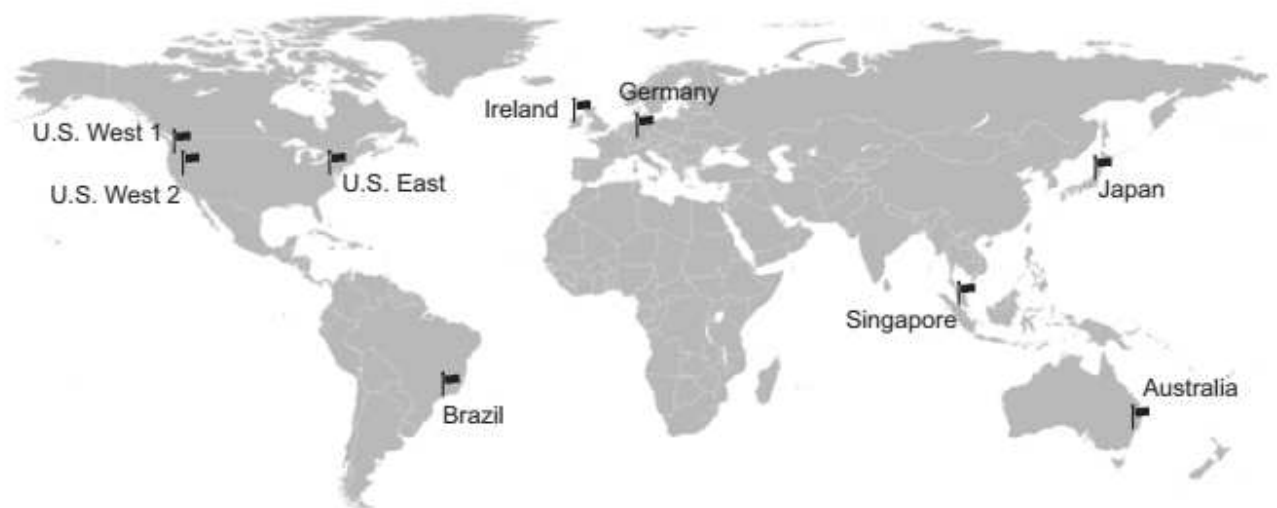 Germany
Ireland
U.S. West 1
U.S. East
U.S. West 2
Japan
Singapore
Australia
Brazil